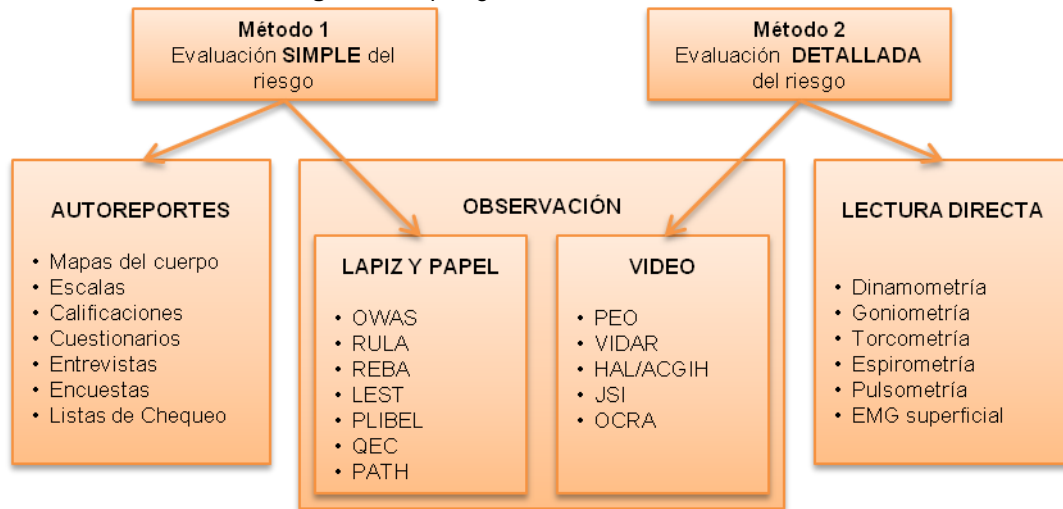 Método 1
Evaluación SIMPLE del
riesgo
Método 2
Evaluación DETALLADA
del riesgo
AUTOREPORTES
• Mapas del cuerpo
• Escalas
• Calificaciones
• Cuestionarios
• Entrevistas
• Encuestas
• Listas de Chequeo
OBSERVACIÓN
LAPIZ Y PAPEL
• OWAS
• RULA
• REBA
• LEST
• PLIBEL
• QEC
• PATH
VIDEO
• PEO
• VIDAR
• HAL/ACGIH
• JSI
• OCRA
LECTURA DIRECTA
• Dinamometría
• Goniometría
• Torcometría
• Espirometría
• Pulsometría
• EMG superficial